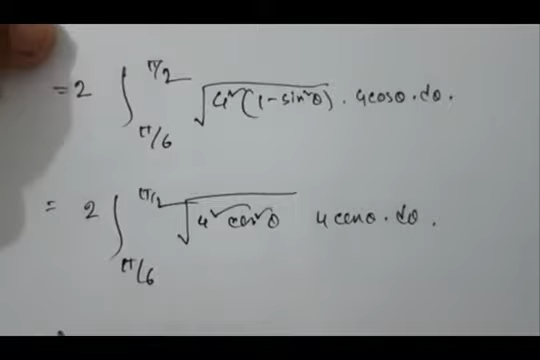 = 2 ∫_{π/6}^{π/2} √(4²(1-sin²θ)) . 4cosθ.dθ.
= 2 ∫_{π/6}^{π/2} √(4² cos²θ) 4cosθ.dθ.